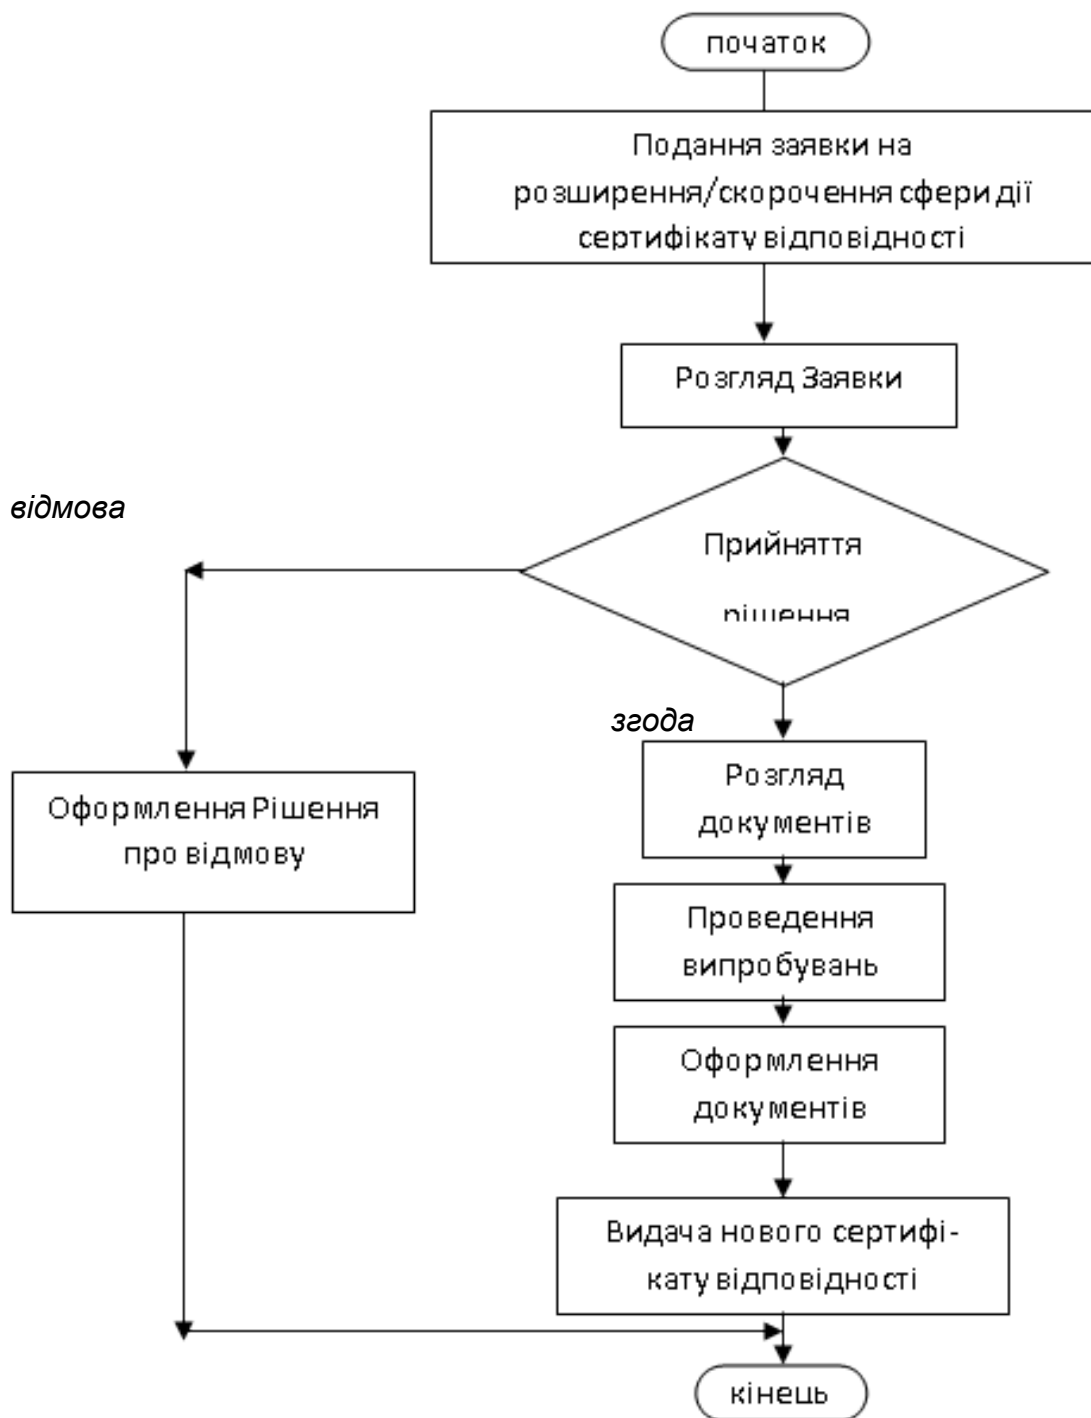 початок
Подання заявки на
розширення/скорочення сфери дії
сертифікату відповідності
Розгляд Заявки
відмова
Прийняття
рішення
згода
Розгляд
документів
Оформлення Рішення
про відмову
Проведення
випробувань
Оформлення
документів
Видача нового сертифі-
кату відповідності
кінець